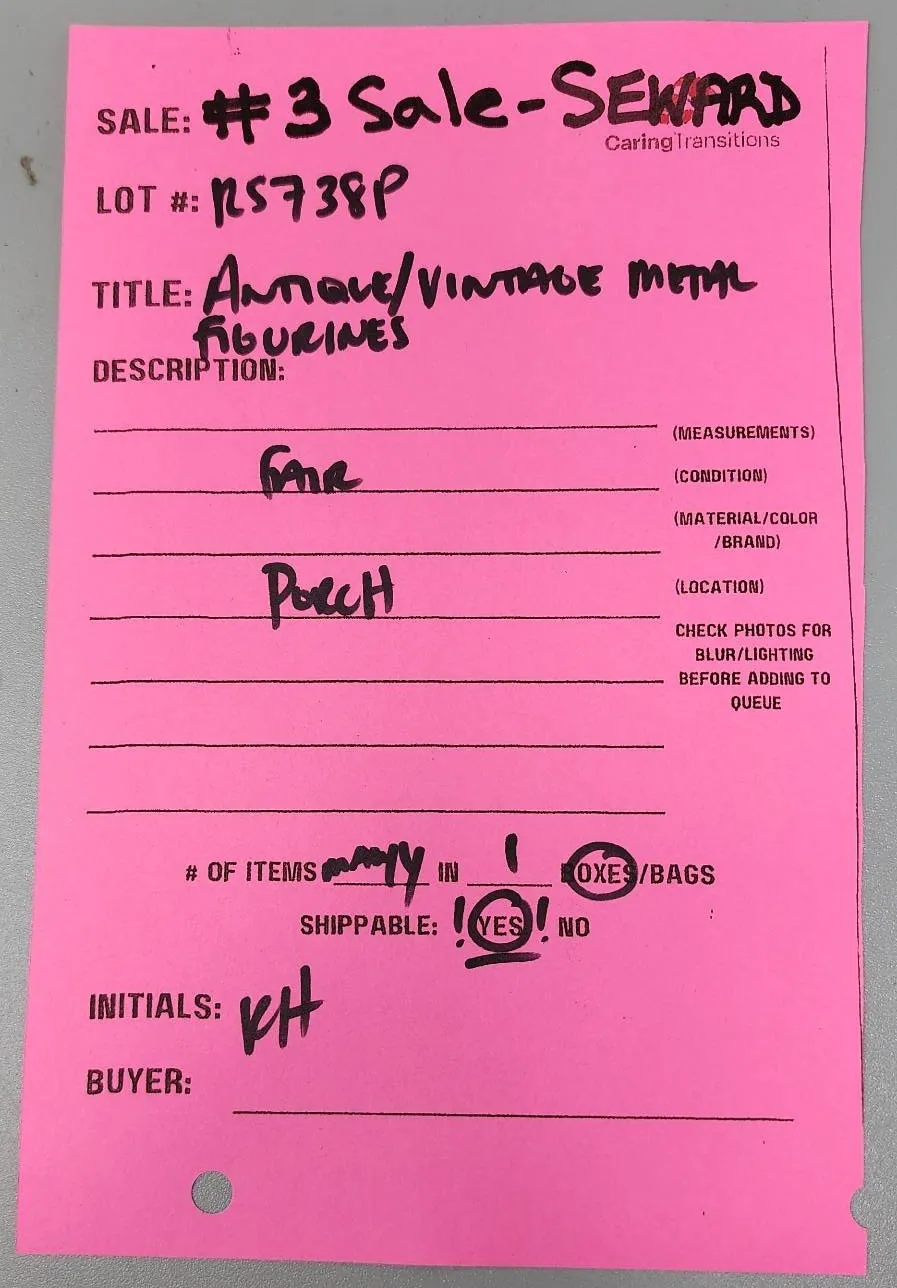 SALE: #3 Sale-SEWARD
CaringTransitions
LOT #: RS738P
TITLE: ANTIQUE/VINTAGE METAL
FIGURINES
DESCRIPTION:
(MEASUREMENTS)
FAIR (CONDITION)
(MATERIAL/COLOR
/BRAND)
PORCH (LOCATION)
CHECK PHOTOS FOR
BLUR/LIGHTING
BEFORE ADDING TO
QUEUE
# OF ITEMS MANY IN 1 BOXES/BAGS
SHIPPABLE: !YES! NO
INITIALS: KH
BUYER: